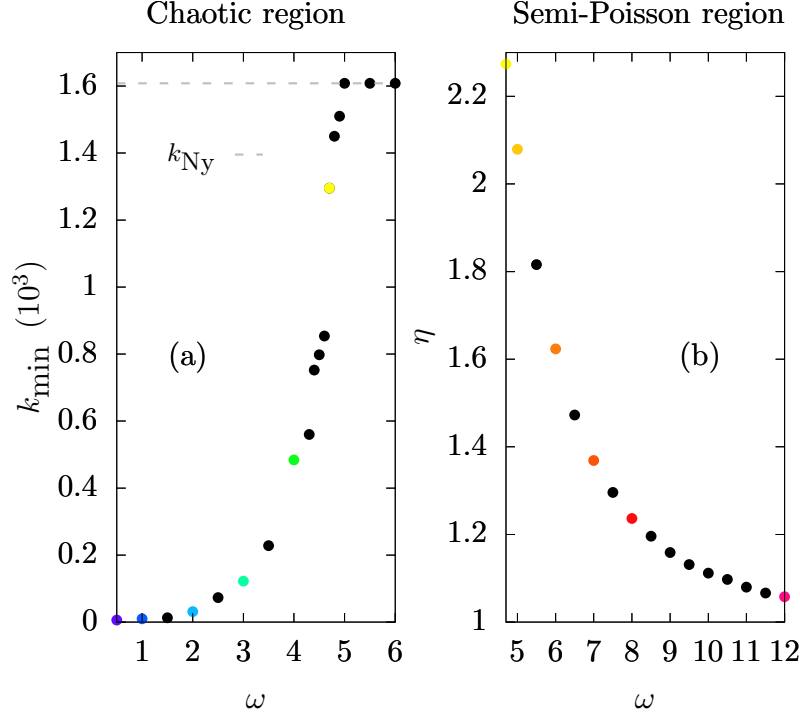 Chaotic region
Semi-Poisson region
1.6
1.4
1.2
1
0.8
0.6
0.4
0.2
0
k_min (10^3)
k_Ny
(a)
1 2 3 4 5 6
ω
2.2
2
1.8
1.6
1.4
1.2
1
η
(b)
5 6 7 8 9 10 11 12
ω